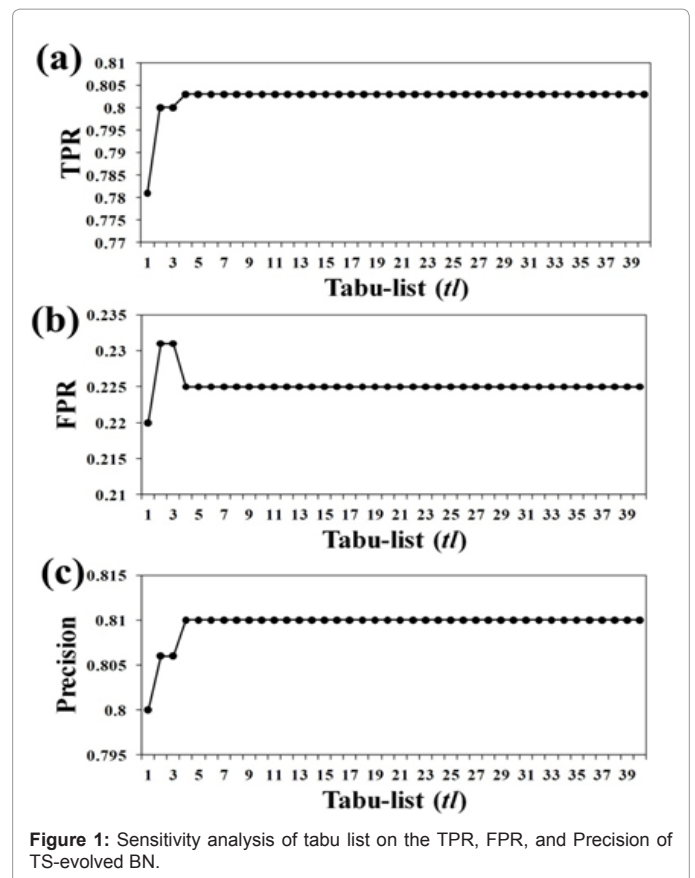 (a)
TPR
0.81
0.805
0.8
0.795
0.79
0.785
0.78
0.775
0.77
1 3 5 7 9 11 13 15 17 19 21 23 25 27 29 31 33 35 37 39
Tabu-list (tl)
(b)
FPR
0.235
0.23
0.225
0.22
0.215
0.21
1 3 5 7 9 11 13 15 17 19 21 23 25 27 29 31 33 35 37 39
Tabu-list (tl)
(c)
Precision
0.815
0.81
0.805
0.8
0.795
1 3 5 7 9 11 13 15 17 19 21 23 25 27 29 31 33 35 37 39
Tabu-list (tl)
Figure 1: Sensitivity analysis of tabu list on the TPR, FPR, and Precision of
TS-evolved BN.